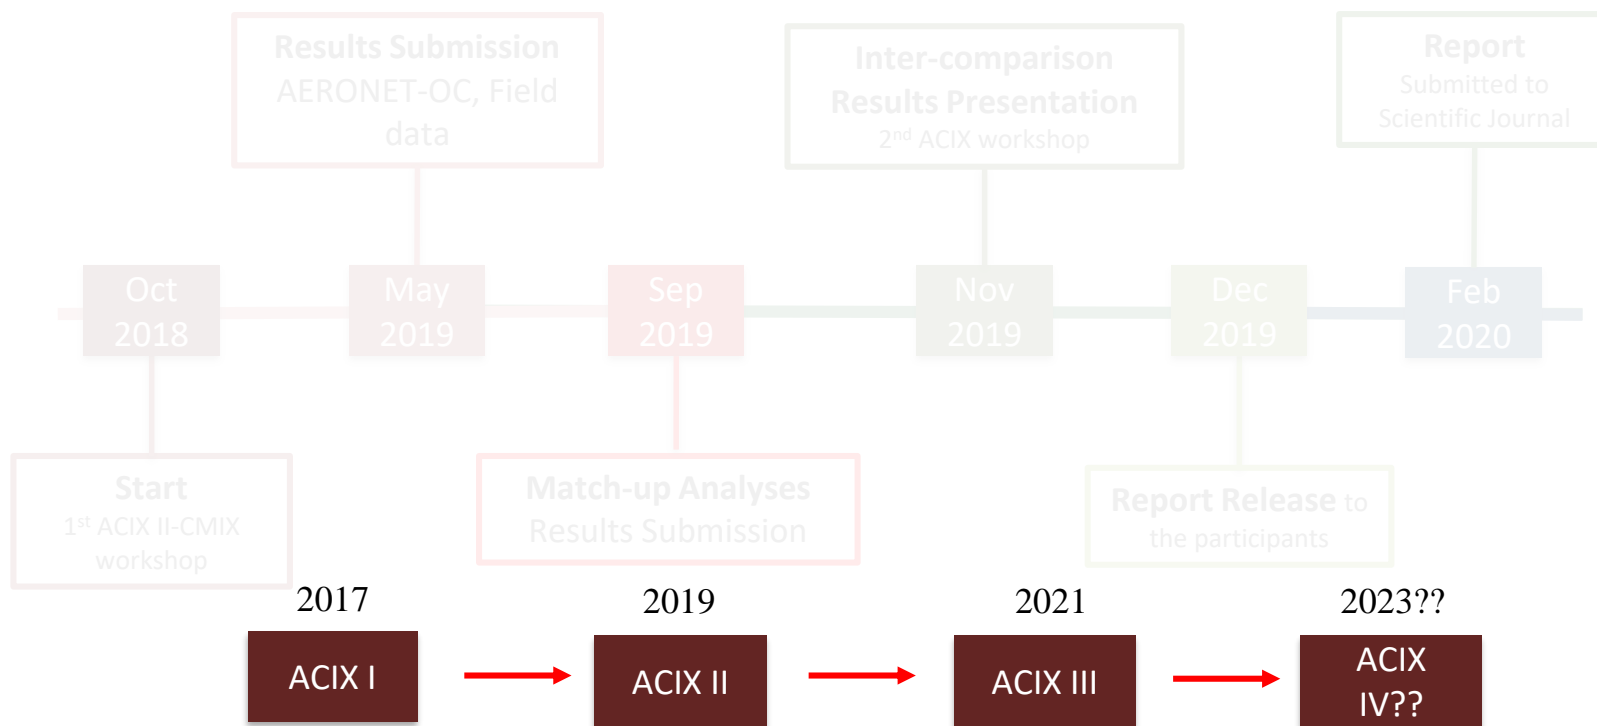 Results Submission
AERONET-OC, Field
data
Inter-comparison
Results Presentation
2nd ACIX workshop
Report
Submitted to
Scientific Journal
Oct
2018
May
2019
Sep
2019
Nov
2019
Dec
2019
Feb
2020
Start
1st ACIX II-CMIX
workshop
Match-up Analyses
Results Submission
Report Release to
the participants
2017
2019
2021
2023??
ACIX I
ACIX II
ACIX III
ACIX
IV??